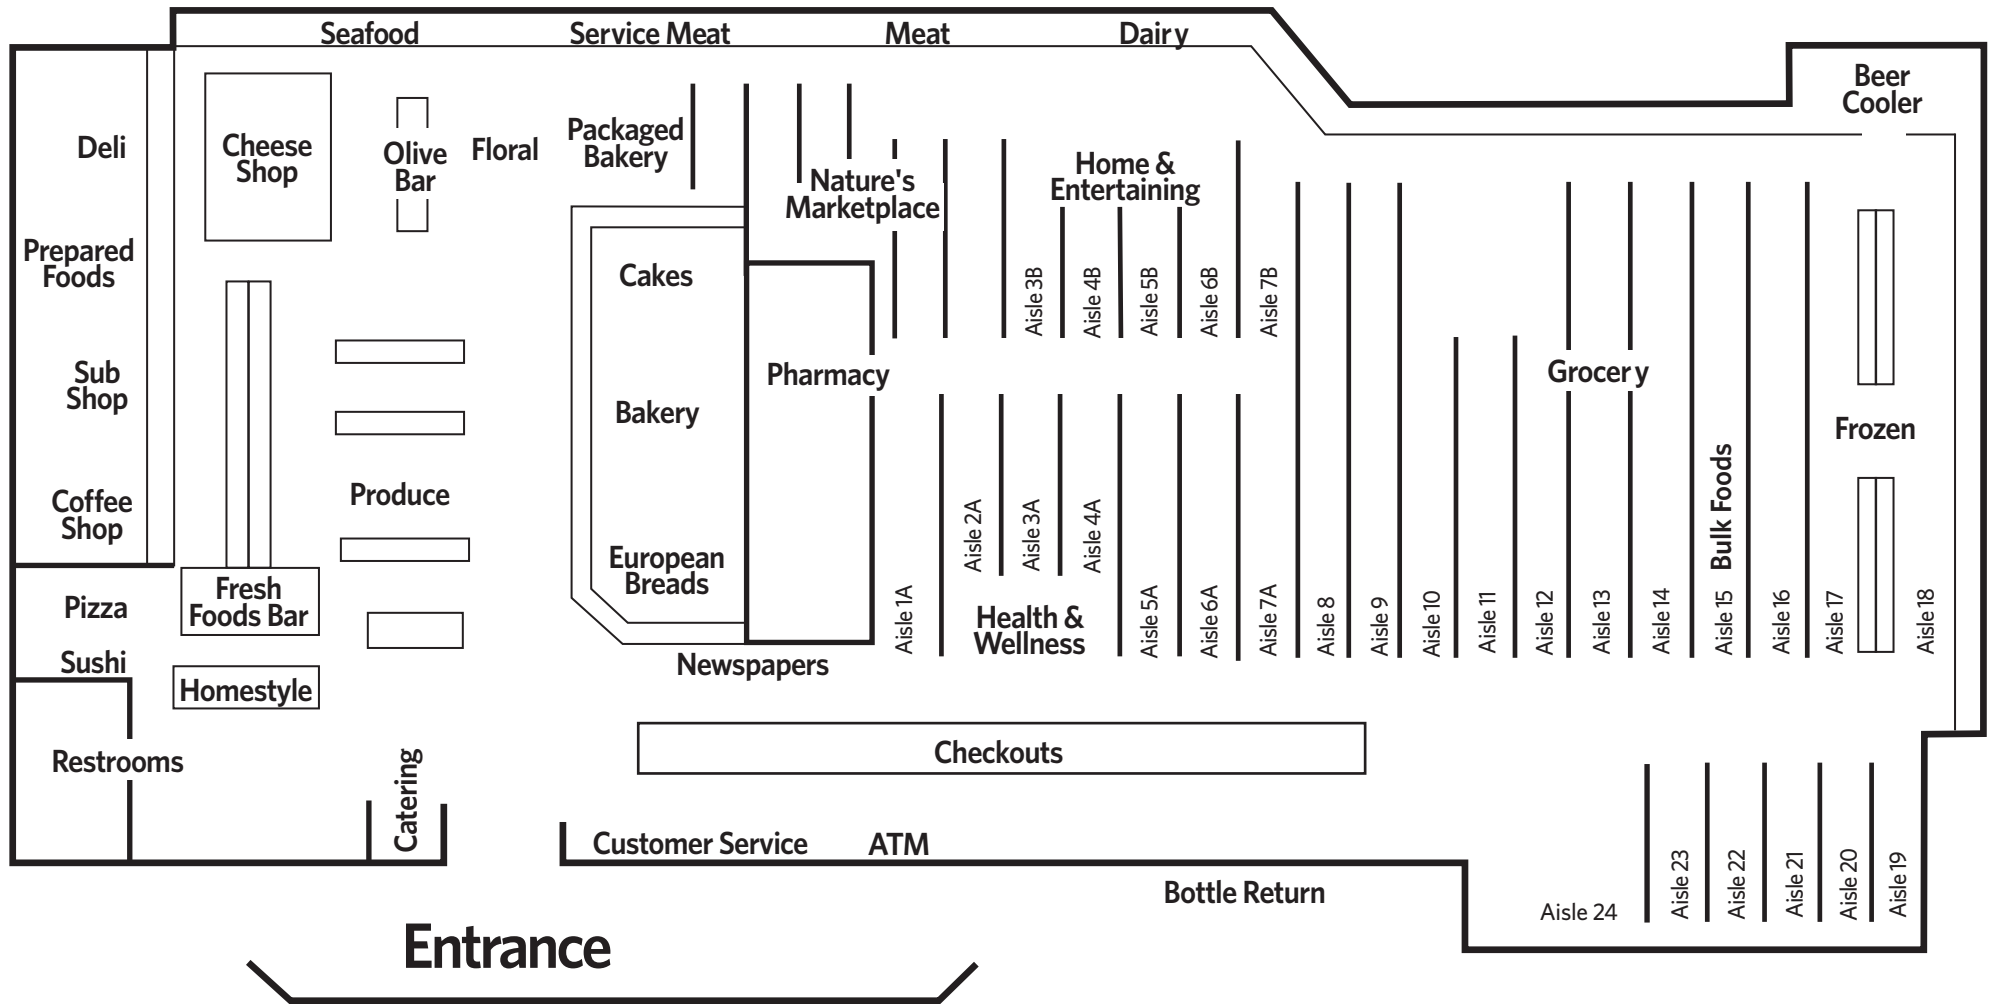 Seafood
Service Meat
Meat
Dairy
Beer
Cooler
Deli
Cheese
Shop
Olive
Bar
Floral
Packaged
Bakery
Nature's
Marketplace
Home &
Entertaining
Prepared
Foods
Cakes
Aisle 3B
Aisle 4B
Aisle 5B
Aisle 6B
Aisle 7B
Sub
Shop
Pharmacy
Grocery
Bakery
Frozen
Coffee
Shop
Produce
European
Breads
Aisle 2A
Aisle 3A
Aisle 4A
Bulk Foods
Pizza
Fresh
Foods Bar
Aisle 1A
Health &
Wellness
Aisle 5A
Aisle 6A
Aisle 7A
Aisle 8
Aisle 9
Aisle 10
Aisle 11
Aisle 12
Aisle 13
Aisle 14
Aisle 15
Aisle 16
Aisle 17
Aisle 18
Sushi
Homestyle
Newspapers
Restrooms
Catering
Checkouts
Customer Service
ATM
Bottle Return
Aisle 24
Aisle 23
Aisle 22
Aisle 21
Aisle 20
Aisle 19
Entrance